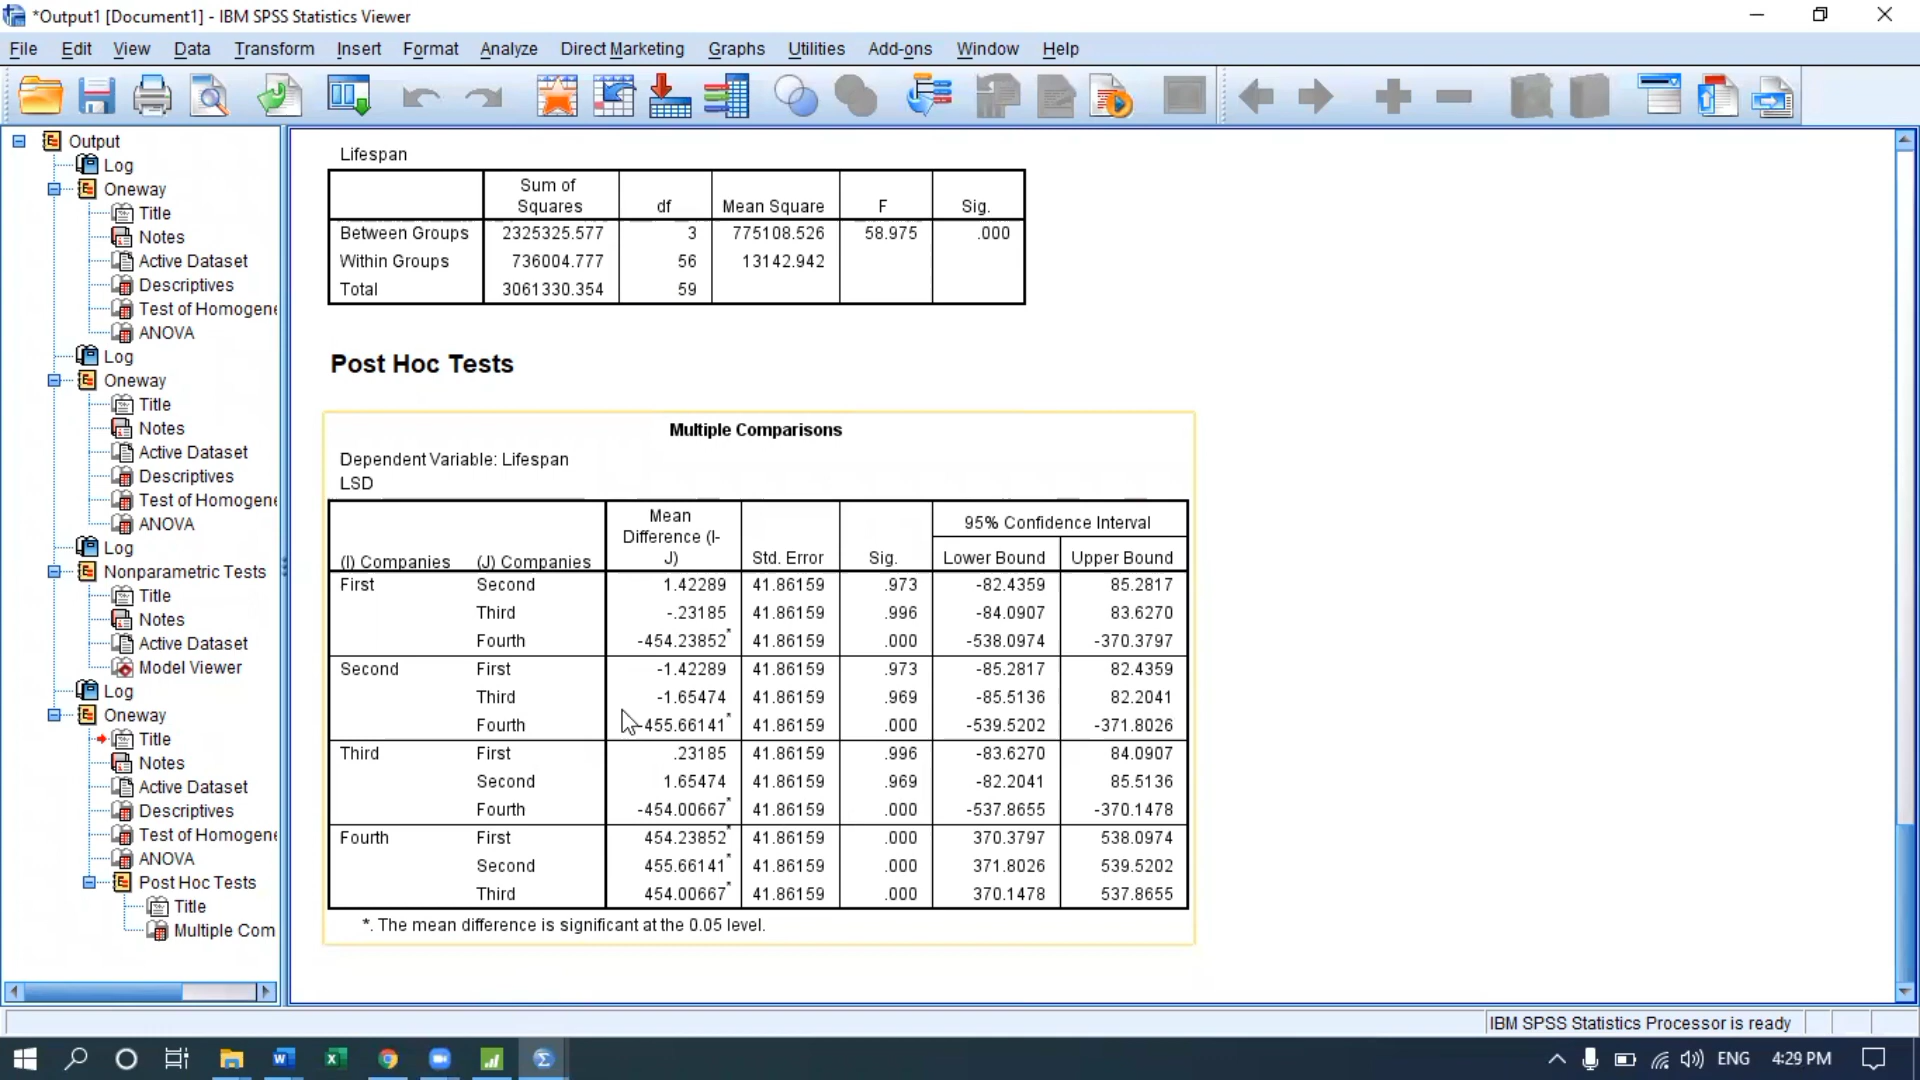 *Output1 [Document1] - IBM SPSS Statistics Viewer
File Edit View Data Transform Insert Format Analyze Direct Marketing Graphs Utilities Add-ons Window Help
Output
Log
Oneway
Title
Notes
Active Dataset
Descriptives
Test of Homogene
ANOVA
Log
Oneway
Title
Notes
Active Dataset
Descriptives
Test of Homogene
ANOVA
Log
Nonparametric Tests
Title
Notes
Active Dataset
Model Viewer
Log
Oneway
Title
Notes
Active Dataset
Descriptives
Test of Homogene
ANOVA
Post Hoc Tests
Title
Multiple Com
Lifespan
Sum of
Squares df Mean Square F Sig.
Between Groups 2325325.577 3 775108.526 58.975 .000
Within Groups 736004.777 56 13142.942
Total 3061330.354 59
Post Hoc Tests
Multiple Comparisons
Dependent Variable: Lifespan
LSD
Mean
Difference (I-
J)
95% Confidence Interval
(I) Companies (J) Companies Std. Error Sig. Lower Bound Upper Bound
First Second 1.42289 41.86159 .973 -82.4359 85.2817
Third -.23185 41.86159 .996 -84.0907 83.6270
Fourth -454.23852* 41.86159 .000 -538.0974 -370.3797
Second First -1.42289 41.86159 .973 -85.2817 82.4359
Third -1.65474 41.86159 .969 -85.5136 82.2041
Fourth -455.66141* 41.86159 .000 -539.5202 -371.8026
Third First .23185 41.86159 .996 -83.6270 84.0907
Second 1.65474 41.86159 .969 -82.2041 85.5136
Fourth -454.00667* 41.86159 .000 -537.8655 -370.1478
Fourth First 454.23852* 41.86159 .000 370.3797 538.0974
Second 455.66141* 41.86159 .000 371.8026 539.5202
Third 454.00667* 41.86159 .000 370.1478 537.8655
*. The mean difference is significant at the 0.05 level.
IBM SPSS Statistics Processor is ready
ENG 4:29 PM